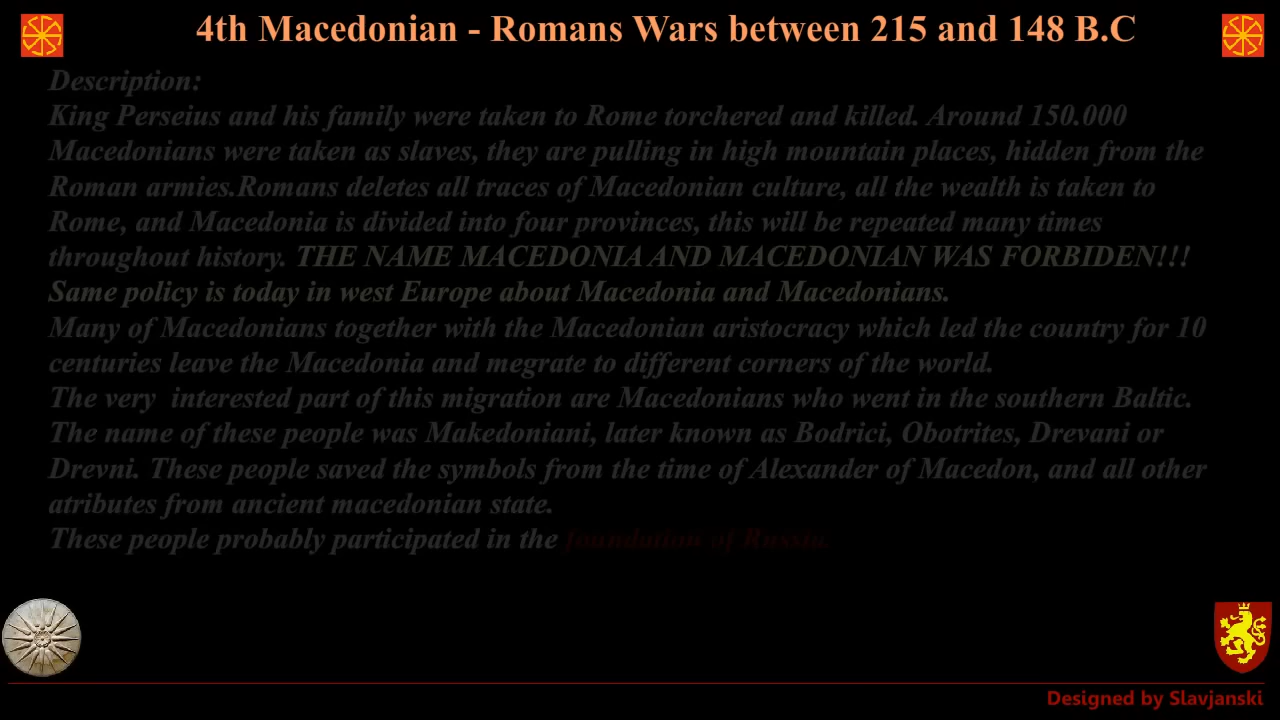 4th Macedonian - Romans Wars between 215 and 148 B.C
Description:
King Perseius and his family were taken to Rome torchered and killed. Around 150.000
Macedonians were taken as slaves, they are pulling in high mountain places, hidden from the
Roman armies.Romans deletes all traces of Macedonian culture, all the wealth is taken to
Rome, and Macedonia is divided into four provinces, this will be repeated many times
throughout history. THE NAME MACEDONIA AND MACEDONIAN WAS FORBIDEN!!!
Same policy is today in west Europe about Macedonia and Macedonians.
Many of Macedonians together with the Macedonian aristocracy which led the country for 10
centuries leave the Macedonia and megrate to different corners of the world.
The very interested part of this migration are Macedonians who went in the southern Baltic.
The name of these people was Makedoniani, later known as Bodrici, Obotrites, Drevani or
Drevni. These people saved the symbols from the time of Alexander of Macedon, and all other
atributes from ancient macedonian state.
These people probably participated in the foundation of Russia.
Designed by Slavjanski